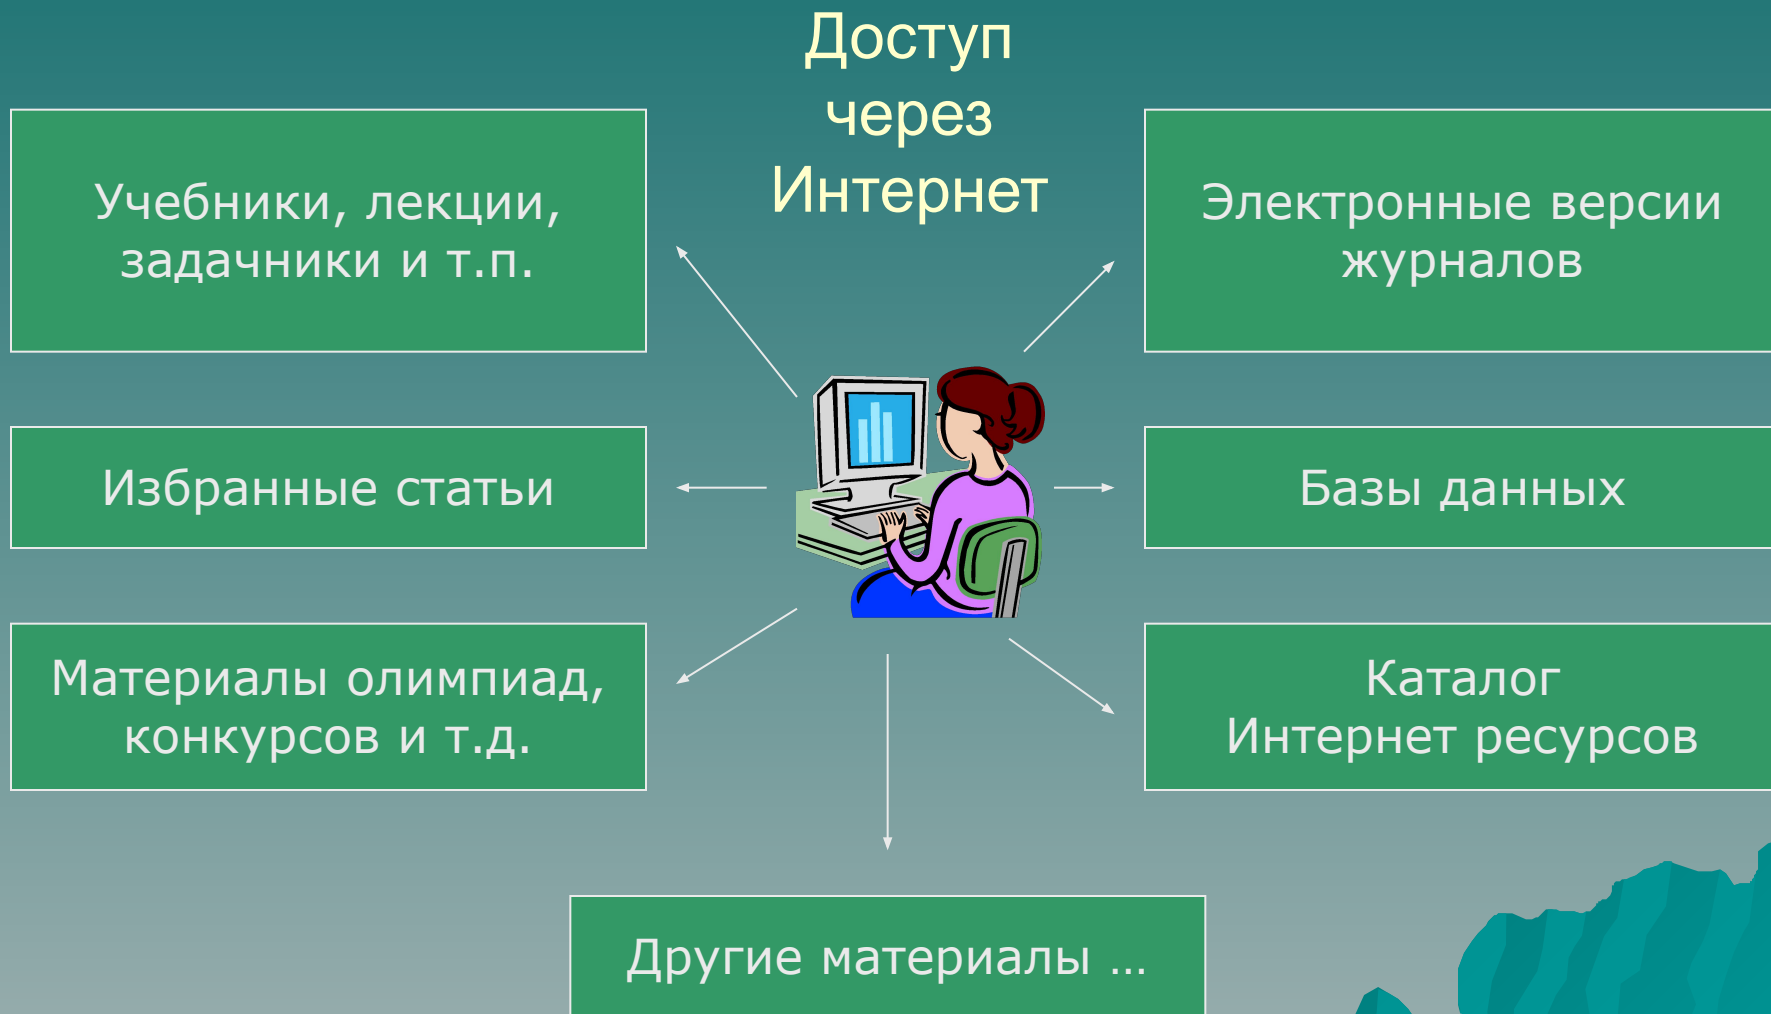 Доступ
через
Интернет
Учебники, лекции,
задачники и т.п.
Электронные версии
журналов
Избранные статьи
Базы данных
Материалы олимпиад,
конкурсов и т.д.
Каталог
Интернет ресурсов
Другие материалы ...